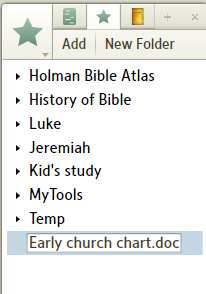 Add New Folder
Holman Bible Atlas
History of Bible
Luke
Jeremiah
Kid's study
MyTools
Temp
Early church chart.doc